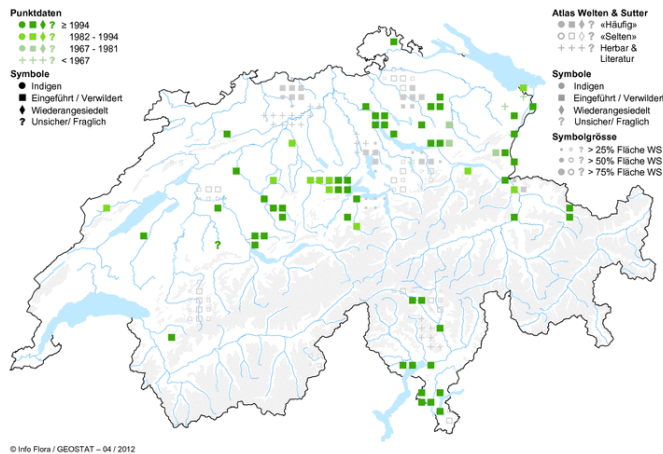 Punktdaten
≥ 1994
1982 - 1994
1967 - 1981
< 1967
Symbole
Indigen
Eingeführt / Verwildert
Wiederangesiedelt
? Unsicher/ Fraglich
Atlas Welten & Sutter
«Häufig»
«Selten»
Herbar &
Literatur
Symbole
Indigen
Eingeführt / Verwildert
Wiederangesiedelt
? Unsicher/ Fraglich
Symbolgrösse
> 25% Fläche WS
> 50% Fläche WS
> 75% Fläche WS
?
© Info Flora / GEOSTAT – 04 / 2012